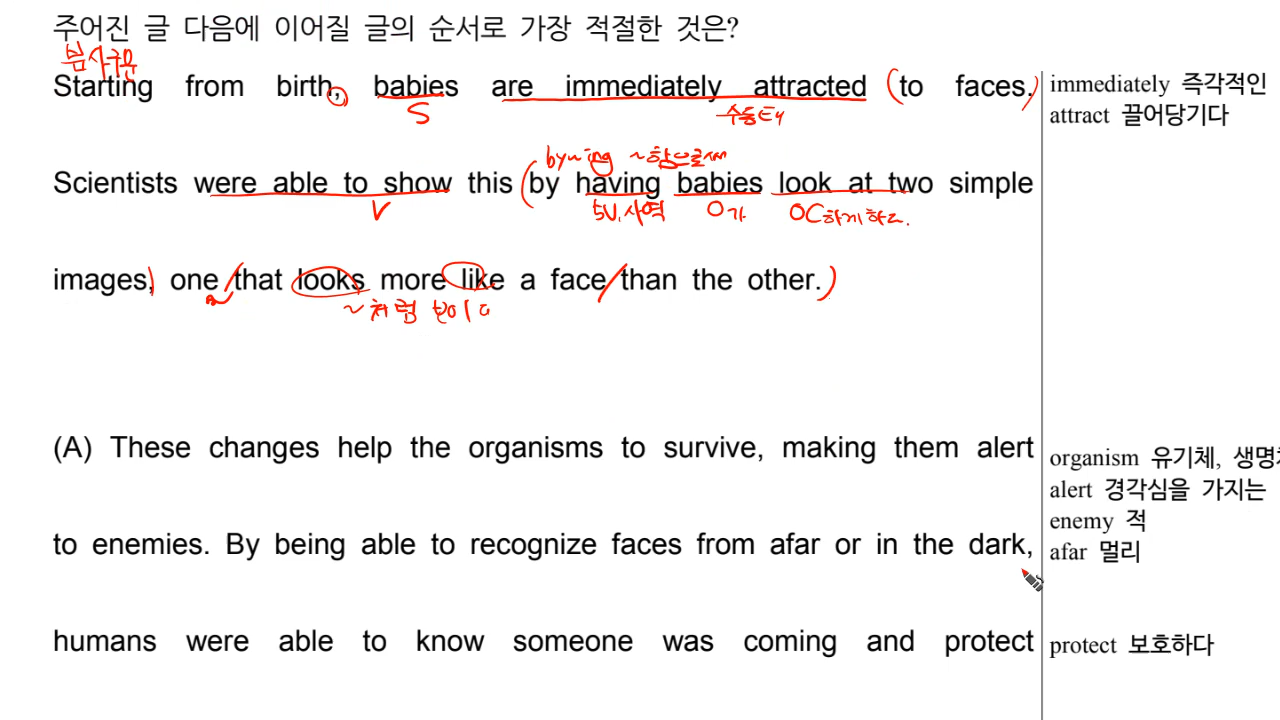 주어진 글 다음에 이어질 글의 순서로 가장 적절한 것은?
분사구문
Starting from birth, babies are immediately attracted (to faces.)
immediately 즉각적인
S
수동태
attract 끌어당기다
by~ing ~함으로써
Scientists were able to show this (by having babies look at two simple
V
5V.사역
O가
OC하게 하고.
images, one that looks more like a face than the other.)
~처럼 보이다
(A) These changes help the organisms to survive, making them alert
organism 유기체, 생명체
alert 경각심을 가지는
enemy 적
to enemies. By being able to recognize faces from afar or in the dark,
afar 멀리
humans were able to know someone was coming and protect
protect 보호하다